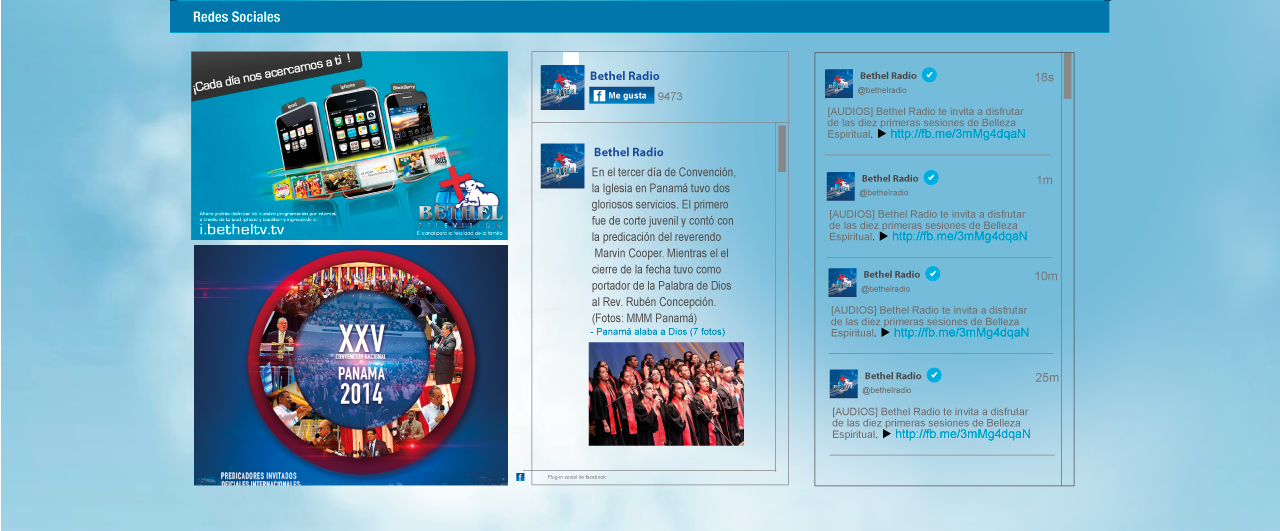 Redes Sociales
¡Cada día nos acercamos a ti !
ipod
iphone
BlackBerry
BETHEL
TELEVISIÓN
El canal para la felicidad de la familia
Ahora podrás disfrutar de nuestra programación por internet
a través de tu ipod, iphone y blackberry ingresando a:
i.betheltv.tv
XXV
CONVENCIÓN NACIONAL
PANAMÁ
2014
PREDICADORES INVITADOS
OFICIALES INTERNACIONALES
BETHEL
Bethel Radio
f Me gusta 9473
BETHEL
Bethel Radio
En el tercer día de Convención,
la Iglesia en Panamá tuvo dos
gloriosos servicios. El primero
fue de corte juvenil y contó con
la predicación del reverendo
Marvin Cooper. Mientras el el
cierre de la fecha tuvo como
portador de la Palabra de Dios
al Rev. Rubén Concepción.
(Fotos: MMM Panamá)
- Panamá alaba a Dios (7 fotos)
f Plug-in social de facebook
BETHEL
Bethel Radio 18s
@bethelradio
[AUDIOS] Bethel Radio te invita a disfrutar
de las diez primeras sesiones de Belleza
Espiritual. ▶ http://fb.me/3mMg4dqaN
BETHEL
Bethel Radio 1m
@bethelradio
[AUDIOS] Bethel Radio te invita a disfrutar
de las diez primeras sesiones de Belleza
Espiritual. ▶ http://fb.me/3mMg4dqaN
BETHEL
Bethel Radio 10m
@bethelradio
[AUDIOS] Bethel Radio te invita a disfrutar
de las diez primeras sesiones de Belleza
Espiritual. ▶ http://fb.me/3mMg4dqaN
BETHEL
Bethel Radio 25m
@bethelradio
[AUDIOS] Bethel Radio te invita a disfrutar
de las diez primeras sesiones de Belleza
Espiritual. ▶ http://fb.me/3mMg4dqaN